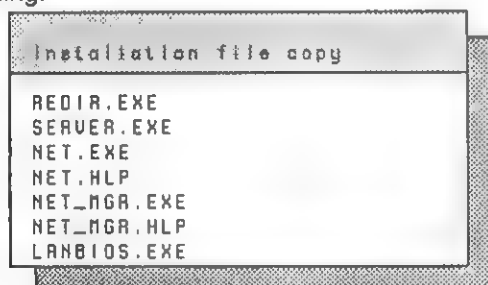 Installation file copy
REDIR.EXE
SERVER.EXE
NET.EXE
NET.HLP
NET_MGR.EXE
NET_MGR.HLP
LANBIOS.EXE